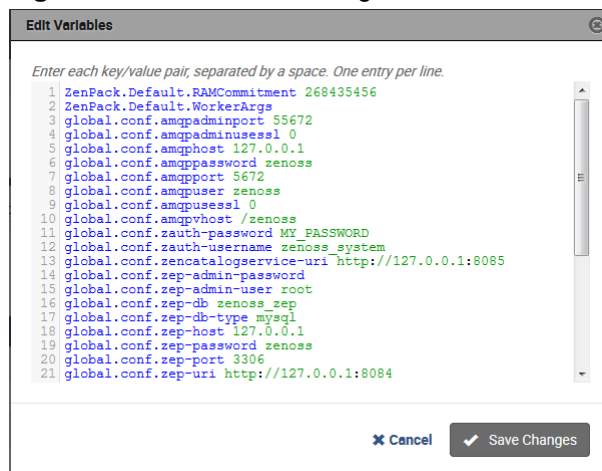 Edit Variables
Enter each key/value pair, separated by a space. One entry per line.
1 ZenPack.Default.RAMCommitment 268435456
2 ZenPack.Default.WorkerArgs
3 global.conf.amqpadminport 55672
4 global.conf.amqpadminusessl 0
5 global.conf.amqphost 127.0.0.1
6 global.conf.amqppassword zenoss
7 global.conf.amqpport 5672
8 global.conf.amqpuser zenoss
9 global.conf.amqpusessl 0
10 global.conf.amqpvhost /zenoss
11 global.conf.zauth-password MY_PASSWORD
12 global.conf.zauth-username zenoss_system
13 global.conf.zencatalogservice-uri http://127.0.0.1:8085
14 global.conf.zep-admin-password
15 global.conf.zep-admin-user root
16 global.conf.zep-db zenoss_zep
17 global.conf.zep-db-type mysql
18 global.conf.zep-host 127.0.0.1
19 global.conf.zep-password zenoss
20 global.conf.zep-port 3306
21 global.conf.zep-uri http://127.0.0.1:8084
Cancel
Save Changes